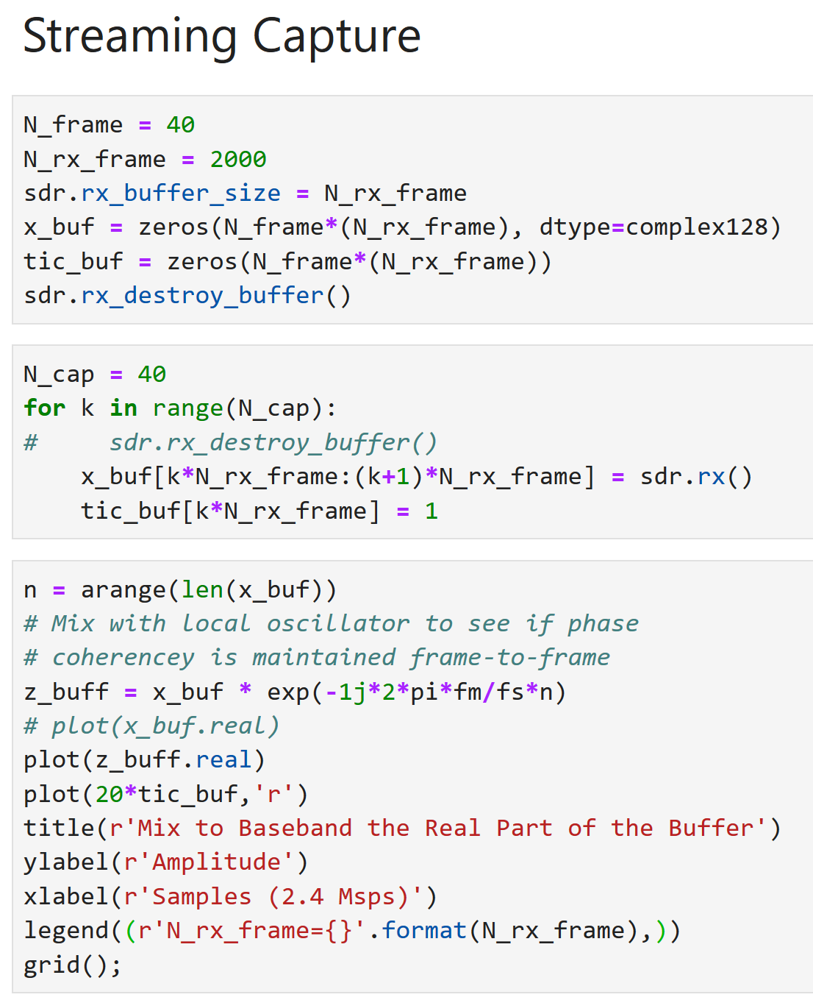 Streaming Capture
N_frame = 40
N_rx_frame = 2000
sdr.rx_buffer_size = N_rx_frame
x_buf = zeros(N_frame*(N_rx_frame), dtype=complex128)
tic_buf = zeros(N_frame*(N_rx_frame))
sdr.rx_destroy_buffer()
N_cap = 40
for k in range(N_cap):
#     sdr.rx_destroy_buffer()
    x_buf[k*N_rx_frame:(k+1)*N_rx_frame] = sdr.rx()
    tic_buf[k*N_rx_frame] = 1
n = arange(len(x_buf))
# Mix with local oscillator to see if phase
# coherencey is maintained frame-to-frame
z_buff = x_buf * exp(-1j*2*pi*fm/fs*n)
# plot(x_buf.real)
plot(z_buff.real)
plot(20*tic_buf,'r')
title(r'Mix to Baseband the Real Part of the Buffer')
ylabel(r'Amplitude')
xlabel(r'Samples (2.4 Msps)')
legend((r'N_rx_frame={}'.format(N_rx_frame),))
grid();